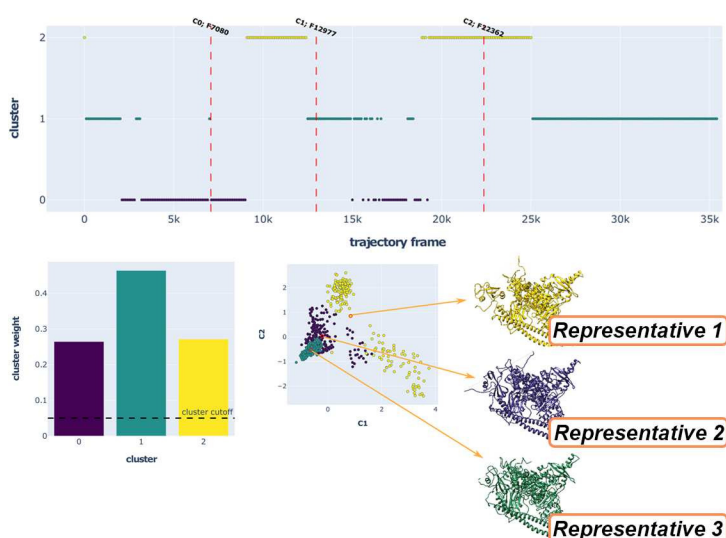 C0; F7080
C1; F12977
C2; F22362
2
1
0
cluster
0
5k
10k
15k
20k
25k
30k
35k
trajectory frame
0.4
0.3
0.2
0.1
0
cluster weight
cluster cutoff
0
1
2
cluster
2
1
0
−1
−2
C2
0
2
4
C1
Representative 1
Representative 2
Representative 3